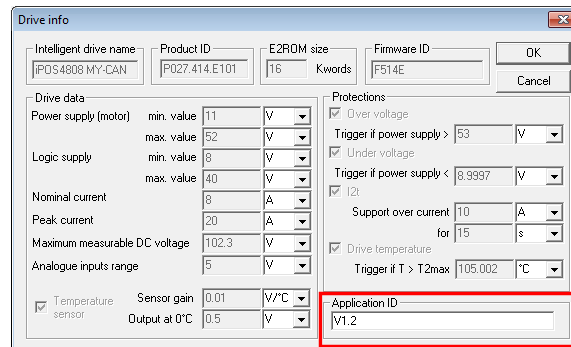 Drive info
Intelligent drive name
Product ID
E2ROM size
Firmware ID
iPOS4808 MY-CAN
P027.414.E101
16 Kwords
F514E
OK
Cancel
Drive data
Power supply (motor) min. value 11 V
max. value 52 V
Logic supply min. value 8 V
max. value 40 V
Nominal current 8 A
Peak current 20 A
Maximum measurable DC voltage 102.3 V
Analogue inputs range 5 V
Temperature sensor
Sensor gain 0.01 V/°C
Output at 0°C 0.5 V
Protections
Over voltage
Trigger if power supply > 53 V
Under voltage
Trigger if power supply < 8.9997 V
I2t
Support over current 10 A
for 15 s
Drive temperature
Trigger if T > T2max 105.002 °C
Application ID
V1.2